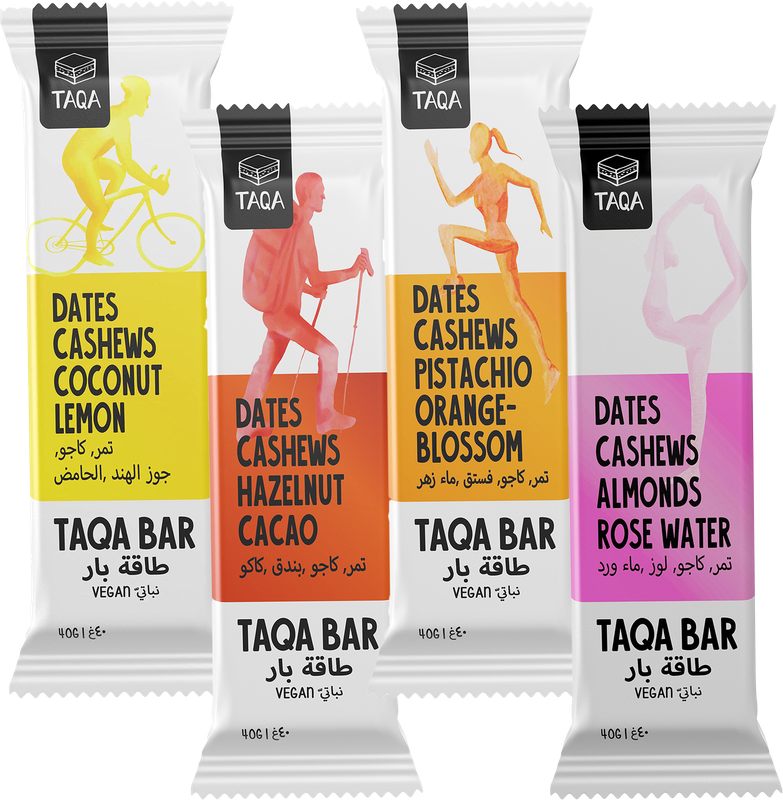 TAQA
DATES
CASHEWS
COCONUT
LEMON
تمر, كاجو,
جوز الهند ,الحامض
TAQA BAR
طاقة بار
VEGAN نباتيّ
40G | ٤٠غ
TAQA
DATES
CASHEWS
HAZELNUT
CACAO
تمر, كاجو ,بندق ,كاكو
TAQA BAR
طاقة بار
VEGAN نباتيّ
40G | ٤٠غ
TAQA
DATES
CASHEWS
PISTACHIO
ORANGE-
BLOSSOM
تمر, كاجو, فستق ,ماء زهر
TAQA BAR
طاقة بار
VEGAN نباتيّ
40G | ٤٠غ
TAQA
DATES
CASHEWS
ALMONDS
ROSE WATER
تمر, كاجو, لوز ,ماء ورد
TAQA BAR
طاقة بار
VEGAN نباتيّ
40G | ٤٠غ